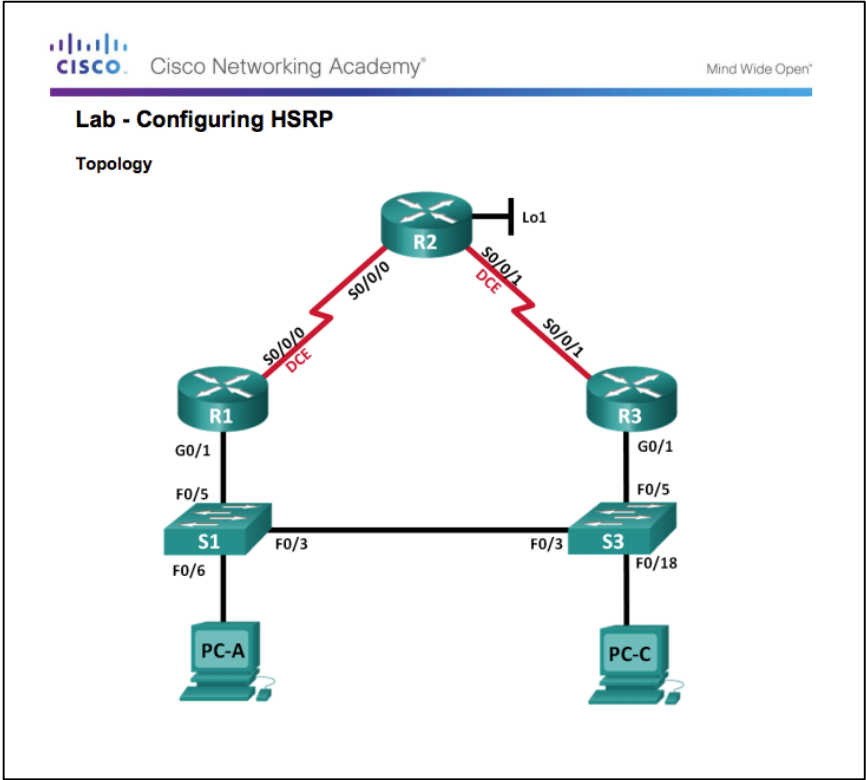 CISCO. Cisco Networking Academy® Mind Wide Open™
Lab - Configuring HSRP
Topology
R2
Lo1
S0/0/0
S0/0/1
DCE
S0/0/0
DCE
S0/0/1
R1
R3
G0/1
G0/1
F0/5
F0/5
S1
F0/3
F0/3
S3
F0/6
F0/18
PC-A
PC-C